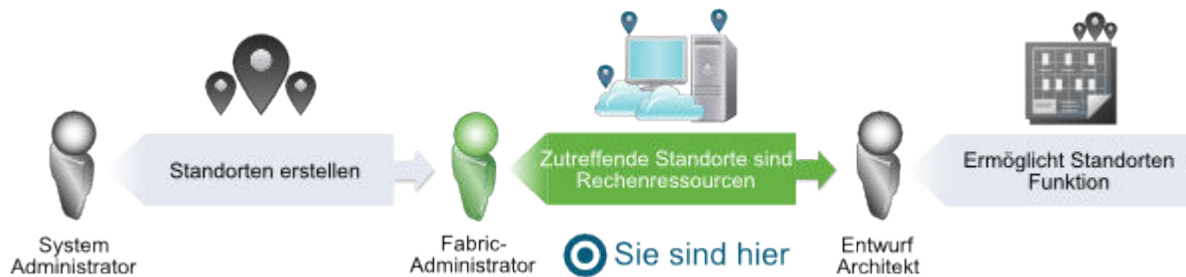 Standorten erstellen
Zutreffende Standorte sind
Rechenressourcen
Ermöglicht Standorten
Funktion
System
Administrator
Fabric-
Administrator
Sie sind hier
Entwurf
Architekt